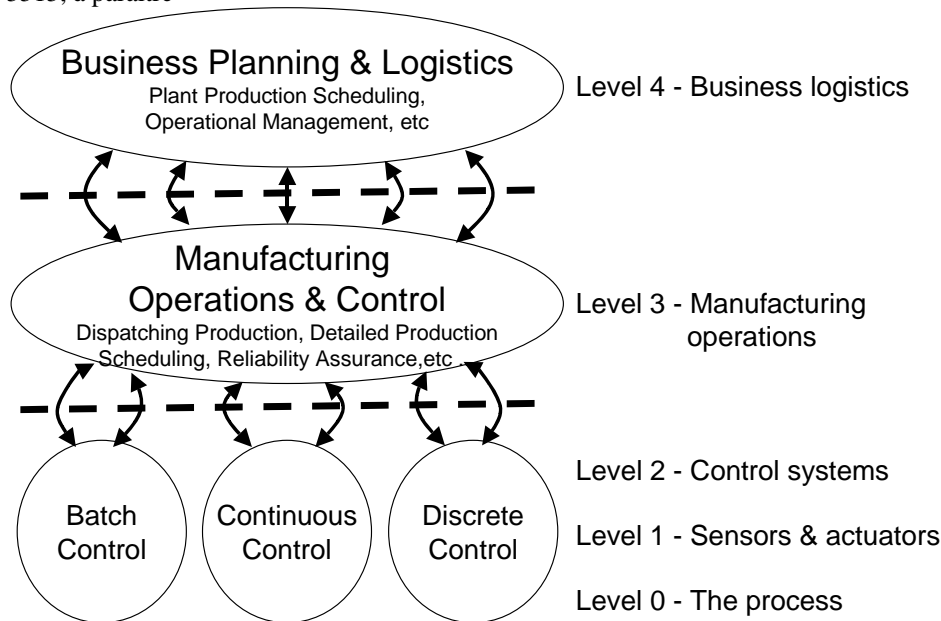 Business Planning & Logistics
Plant Production Scheduling,
Operational Management, etc
Level 4 - Business logistics
Manufacturing
Operations & Control
Dispatching Production, Detailed Production
Scheduling, Reliability Assurance,etc .
Level 3 - Manufacturing
operations
Batch
Control
Continuous
Control
Discrete
Control
Level 2 - Control systems
Level 1 - Sensors & actuators
Level 0 - The process